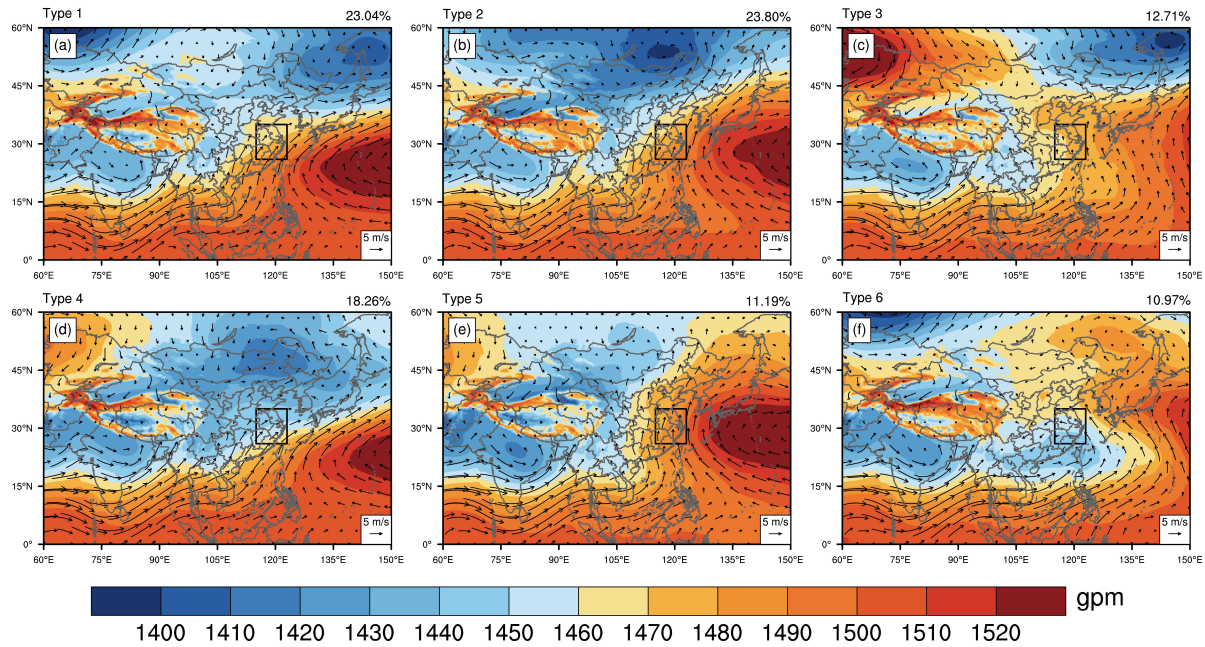 Type 1 23.04% Type 2 23.80% Type 3 12.71%
60°N 60°N 60°N
(a) (b) (c)
45°N 45°N 45°N
30°N 30°N 30°N
15°N 15°N 15°N
5 m/s 5 m/s 5 m/s
0° 0° 0°
60°E 75°E 90°E 105°E 120°E 135°E 150°E 60°E 75°E 90°E 105°E 120°E 135°E 150°E 60°E 75°E 90°E 105°E 120°E 135°E 150°E
Type 4 18.26% Type 5 11.19% Type 6 10.97%
60°N 60°N 60°N
(d) (e) (f)
45°N 45°N 45°N
30°N 30°N 30°N
15°N 15°N 15°N
5 m/s 5 m/s 5 m/s
0° 0° 0°
60°E 75°E 90°E 105°E 120°E 135°E 150°E 60°E 75°E 90°E 105°E 120°E 135°E 150°E 60°E 75°E 90°E 105°E 120°E 135°E 150°E
gpm
1400 1410 1420 1430 1440 1450 1460 1470 1480 1490 1500 1510 1520